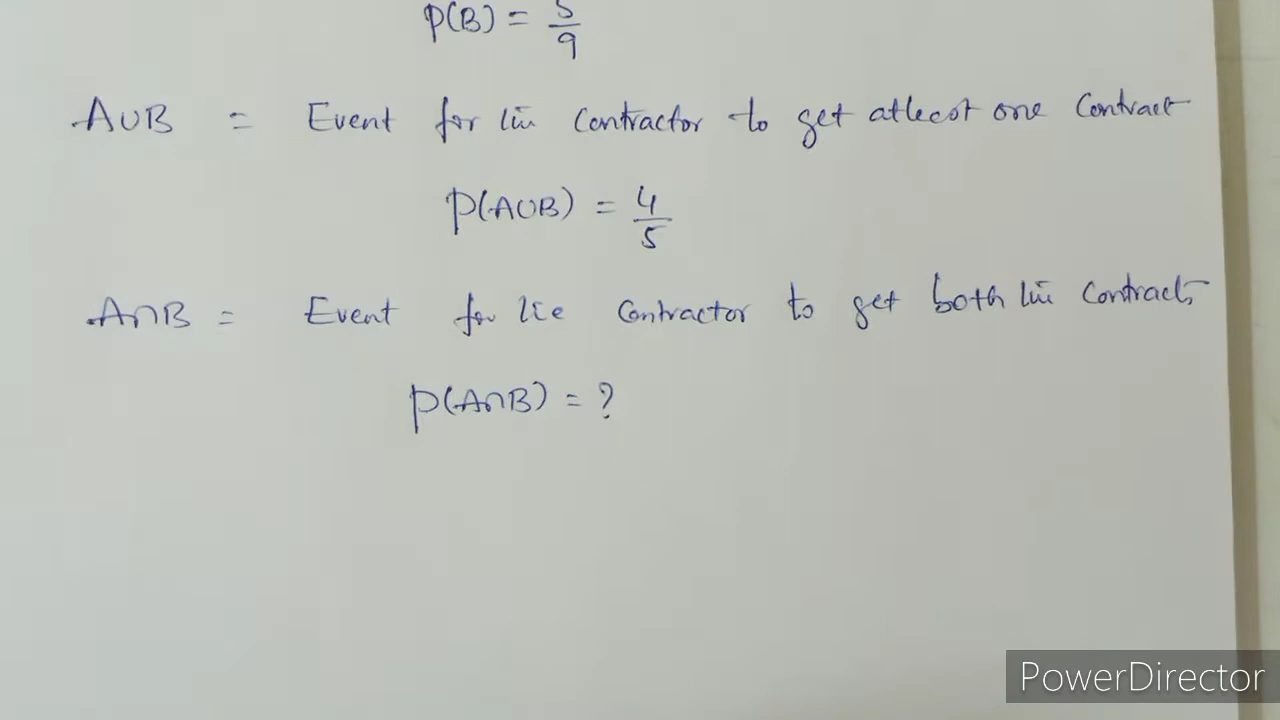 P(B) = 5/9
A∪B = Event for the contractor to get atleast one Contract
P(A∪B) = 4/5
A∩B = Event for the Contractor to get both the Contracts
P(A∩B) = ?
PowerDirector